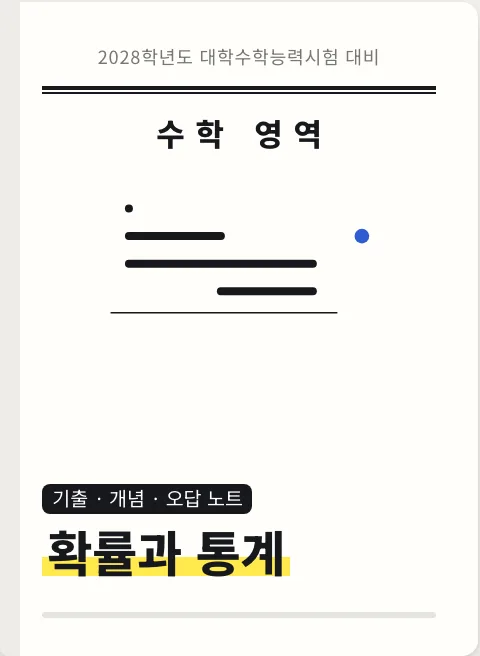 2028학년도 대학수학능력시험 대비
수학 영역
기출 · 개념 · 오답 노트
확률과 통계